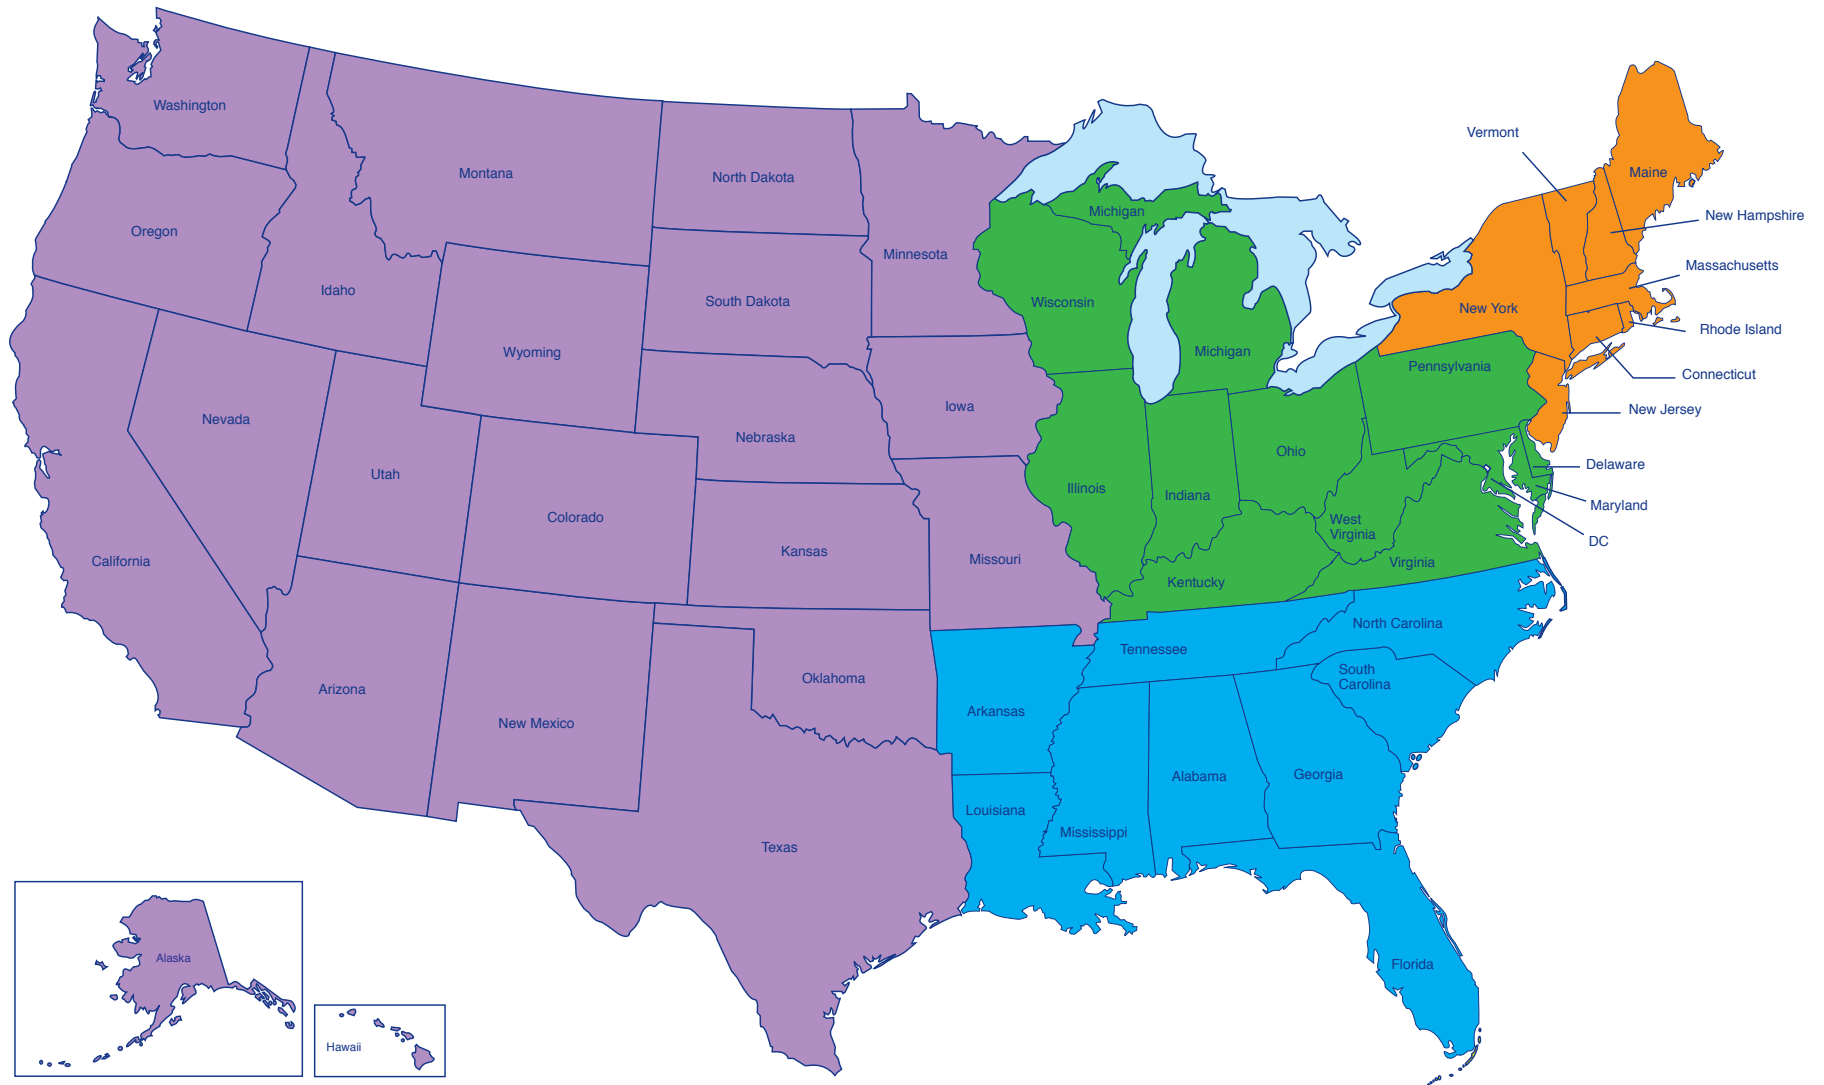 Washington
Oregon
Montana
Idaho
North Dakota
Minnesota
South Dakota
Wyoming
Nebraska
Iowa
Nevada
Utah
Colorado
Kansas
Missouri
California
Arizona
New Mexico
Oklahoma
Texas
Alaska
Hawaii
Michigan
Wisconsin
Michigan
Illinois
Indiana
Ohio
Pennsylvania
West
Virginia
Kentucky
Virginia
Vermont
Maine
New Hampshire
Massachusetts
New York
Rhode Island
Connecticut
New Jersey
Delaware
Maryland
DC
North Carolina
Tennessee
South
Carolina
Arkansas
Alabama
Georgia
Louisiana
Mississippi
Florida